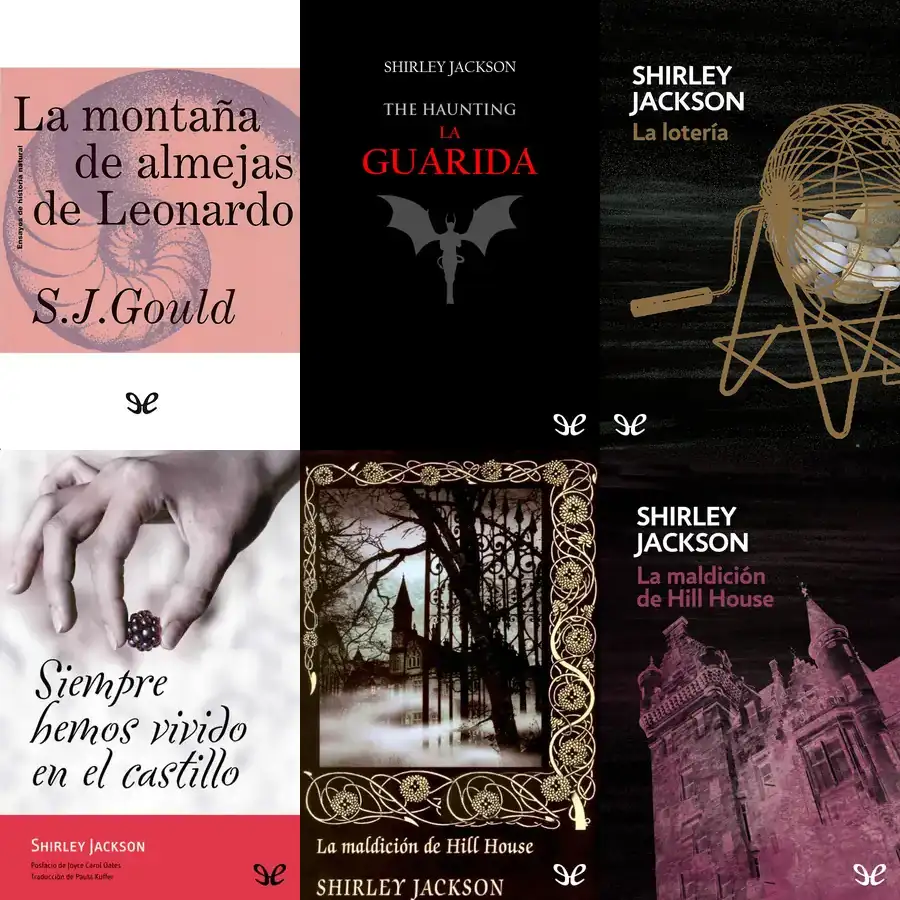 La montaña
de almejas
de Leonardo
Ensayos de historia natural
S.J.Gould
SHIRLEY JACKSON
THE HAUNTING
LA
GUARIDA
SHIRLEY
JACKSON
La lotería
Siempre
hemos vivido
en el castillo
SHIRLEY JACKSON
Posfacio de Joyce Carol Oates
Traducción de Paula Kuffer
La maldición de Hill House
SHIRLEY JACKSON
SHIRLEY
JACKSON
La maldición
de Hill House